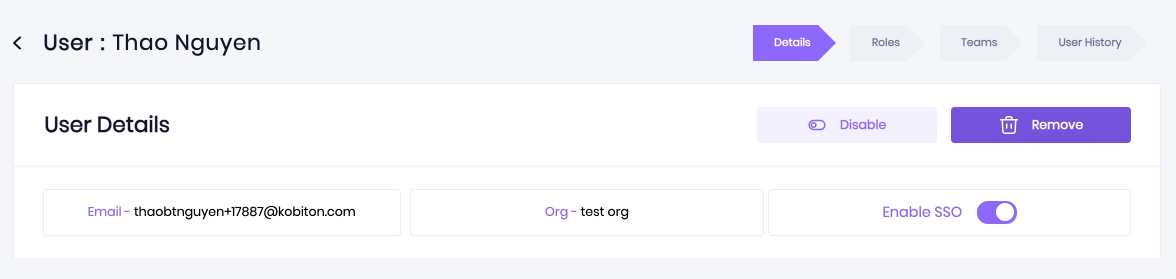 User : Thao Nguyen
Details
Roles
Teams
User History
User Details
Disable
Remove
Email - thaobtnguyen+17887@kobiton.com
Org - test org
Enable SSO